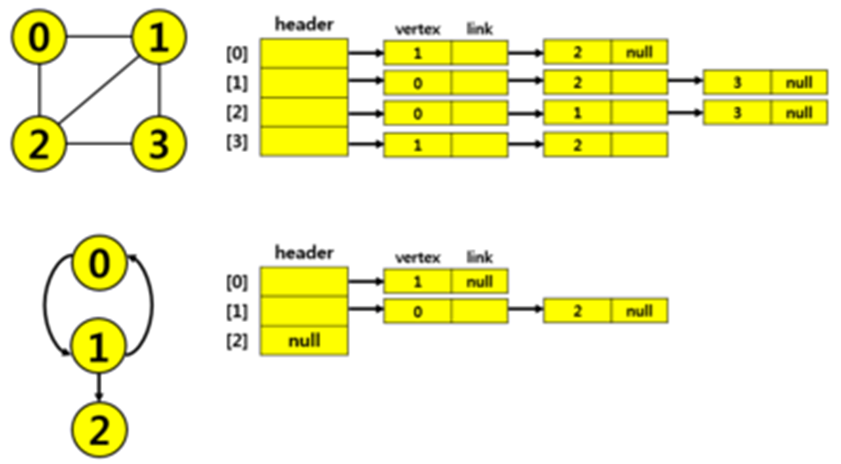 header
vertex link
0 1
[0] 1 2 null
[1] 0 2 3 null
[2] 0 1 3 null
2 3
[3] 1 2
header
vertex link
0
[0] 1 null
[1] 0 2 null
1
[2] null
2